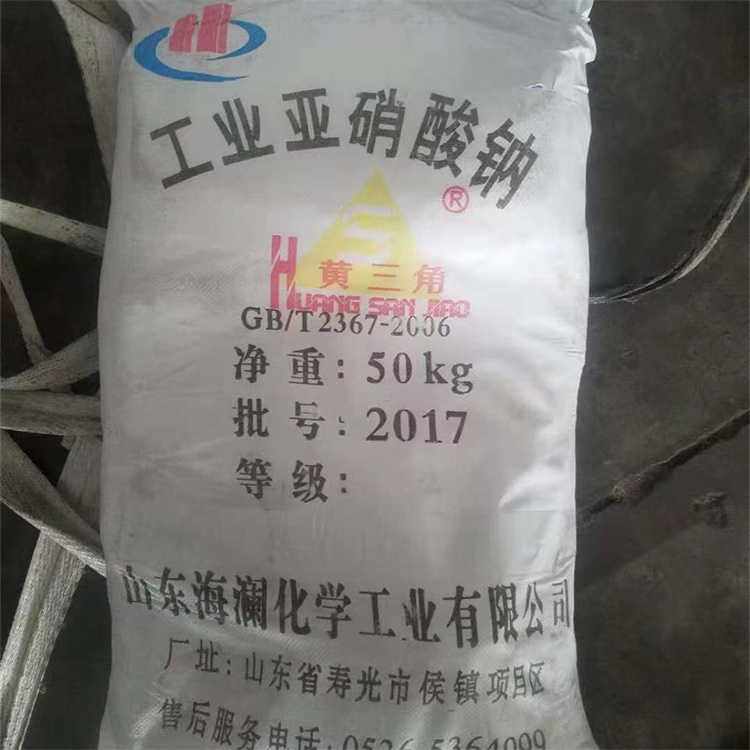 工业亚硝酸钠
®
黄三角
HUANG SAN JIAO
GB/T2367-2006
净重：50kg
批号：2017
等级：
山东海澜化学工业有限公司
厂址：山东省寿光市侯镇项目区
售后服务电话：0526-5364099